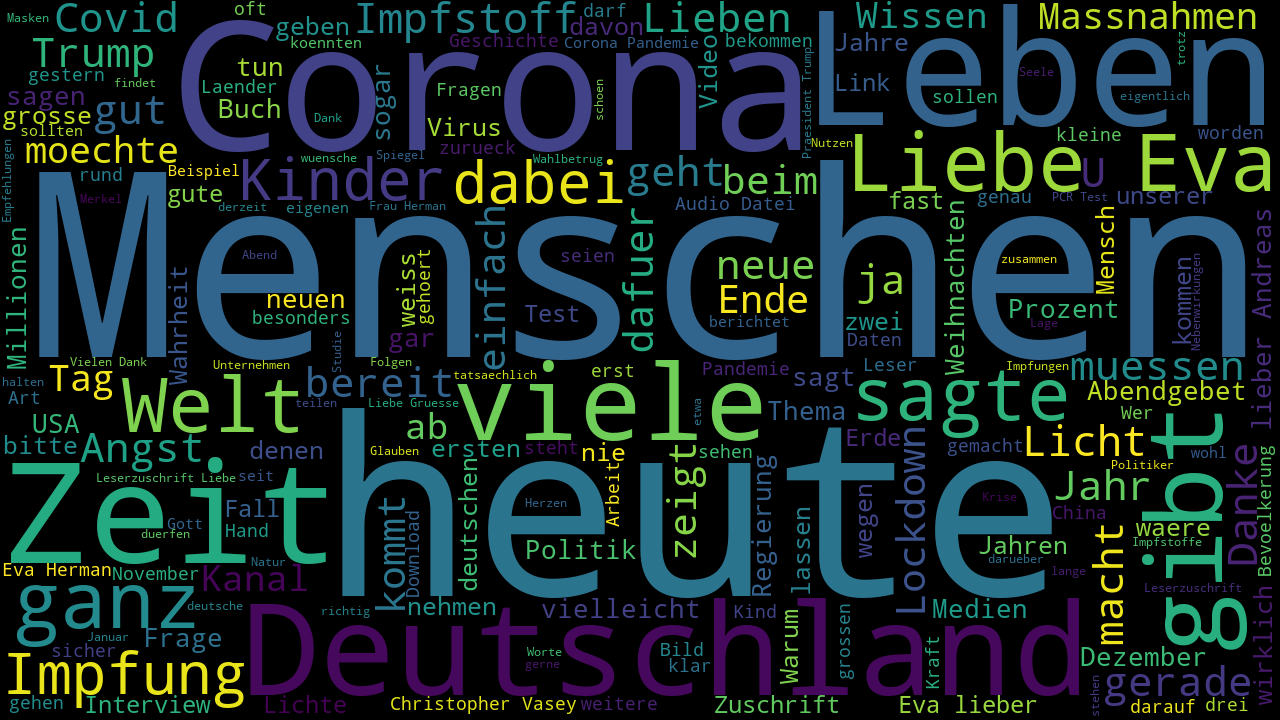 Masken
Covid
oft
geben
Impfstoff
davon
darf
Lieben
Wissen
Massnahmen
Trump
koennten
Geschichte
Corona Pandemie
bekommen
Jahre
trotz
gestern
findet
tun
Corona
Video
Leben
Laender
sogar
Fragen
schoen
Praesident Trump
Link
Seele
sagen
grosse
gut
Buch
Dank
Virus
sollen
eigentlich
sollten
zurueck
Nutzen
kleine
worden
Empfehlungen
moechte
wuensche
Spiegel
Wahlbetrug
Liebe Eva
rund
Beispiel
Kinder
dabei
geht
beim
U
Merkel
gute
derzeit
eigenen
Frau Herman
Audio Datei
fast
genau
PCR Test
unserer
Menschen
Millionen
Wahrheit
Abend
neuen
besonders
weiss
gehoert
einfach
seien
Test
dafuer
neue
Ende
berichtet
ja
zwei
Daten
Weihnachten
zusammen
Prozent
Lage
Mensch
kommen
Nebenwirkungen
lieber Andreas
gar
Studie
Vielen Dank
Unternehmen
Folgen
erst
Pandemie
sagt
Leser
Impfungen
muessen
halten
Tag
Art
Welt
bereit
tatsaechlich
viele
teilen
Liebe Gruesse
etwa
Thema
sagte
Abendgebet
Wer
USA
bitte
Angst
denen
ab
ersten
steht
nie
zeigt
sehen
Erde
Lockdown
gemacht
Licht
gibt
wohl
Politiker
Glauben
Zeit
Leserzuschrift Liebe
seit
heute
Herzen
Arbeit
Regierung
Krise
Jahr
China
Danke
Bevoelkerung
Gott
duerfen
Fall
Hand
kommt
Download
deutschen
Politik
lassen
wegen
Jahren
darueber
macht
waere
Impfstoffe
Eva Herman
November
Natur
Kanal
lange
Leserzuschrift
ganz
deutsche
richtig
nehmen
vielleicht
Kind
Warum
grossen
Medien
wirklich
Januar
sicher
Frage
Deutschland
Worte
gerne
Bild
klar
Kraft
Dezember
Impfung
gerade
gehen
Interview
Lichte
Christopher Vasey
weitere
Zuschrift
Eva lieber
stehen
darauf
drei